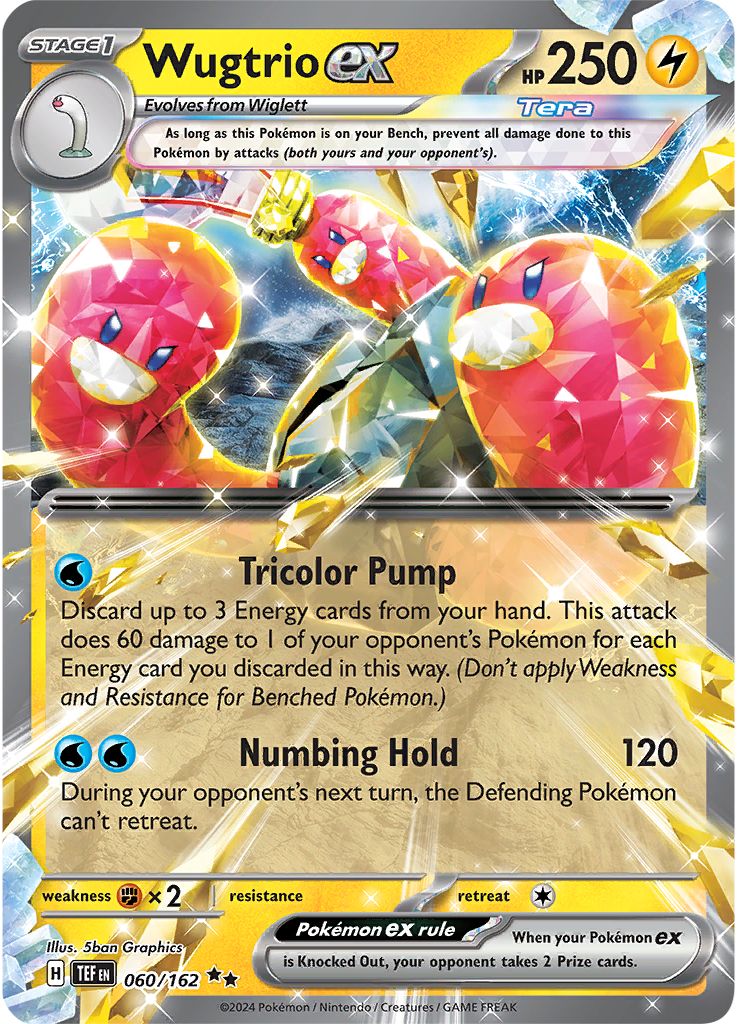 STAGE 1
Wugtrio ex
HP 250
Evolves from Wiglett
Tera
As long as this Pokémon is on your Bench, prevent all damage done to this
Pokémon by attacks (both yours and your opponent's).
Tricolor Pump
Discard up to 3 Energy cards from your hand. This attack
does 60 damage to 1 of your opponent's Pokémon for each
Energy card you discarded in this way. (Don't apply Weakness
and Resistance for Benched Pokémon.)
Numbing Hold 120
During your opponent's next turn, the Defending Pokémon
can't retreat.
weakness ×2 resistance retreat
Illus. 5ban Graphics
Pokémon ex rule
When your Pokémon ex
is Knocked Out, your opponent takes 2 Prize cards.
H TEF EN 060/162
©2024 Pokémon / Nintendo / Creatures / GAME FREAK